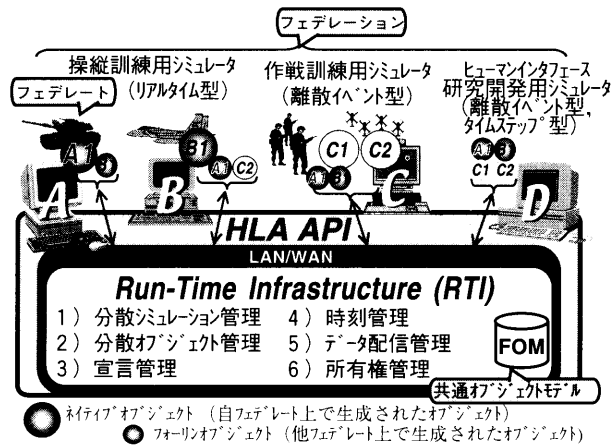 フェデレーション
操縦訓練用シミュレータ
(リアルタイム型)
作戦訓練用シミュレータ
(離散イベント型)
ヒューマンインタフェース
研究開発用シミュレータ
(離散イベント型,
タイムステップ型)
フェデレート
A1 B1
B1 A1 C2
C1 C2
A1 B1
A1 B1
C1 C2
A B C D
HLA API
LAN/WAN
Run-Time Infrastructure (RTI)
1) 分散シミュレーション管理 4) 時刻管理
2) 分散オブジェクト管理 5) データ配信管理
3) 宣言管理 6) 所有権管理
FOM
共通オブジェクトモデル
ネイティブオブジェクト (自フェデレート上で生成されたオブジェクト)
フォーリンオブジェクト (他フェデレート上で生成されたオブジェクト)